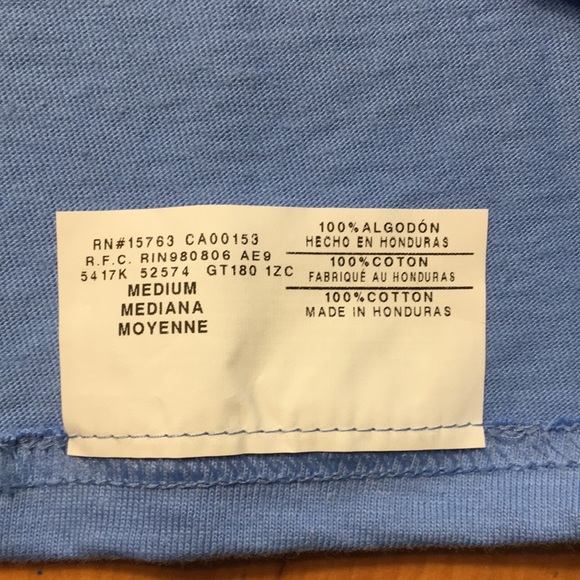 RN#15763 CA00153
R.F.C. RIN980806 AE9
5417K 52574 GT180 1ZC
MEDIUM
MEDIANA
MOYENNE
100%ALGODÓN
HECHO EN HONDURAS
100%COTON
FABRIQUÉ AU HONDURAS
100%COTTON
MADE IN HONDURAS